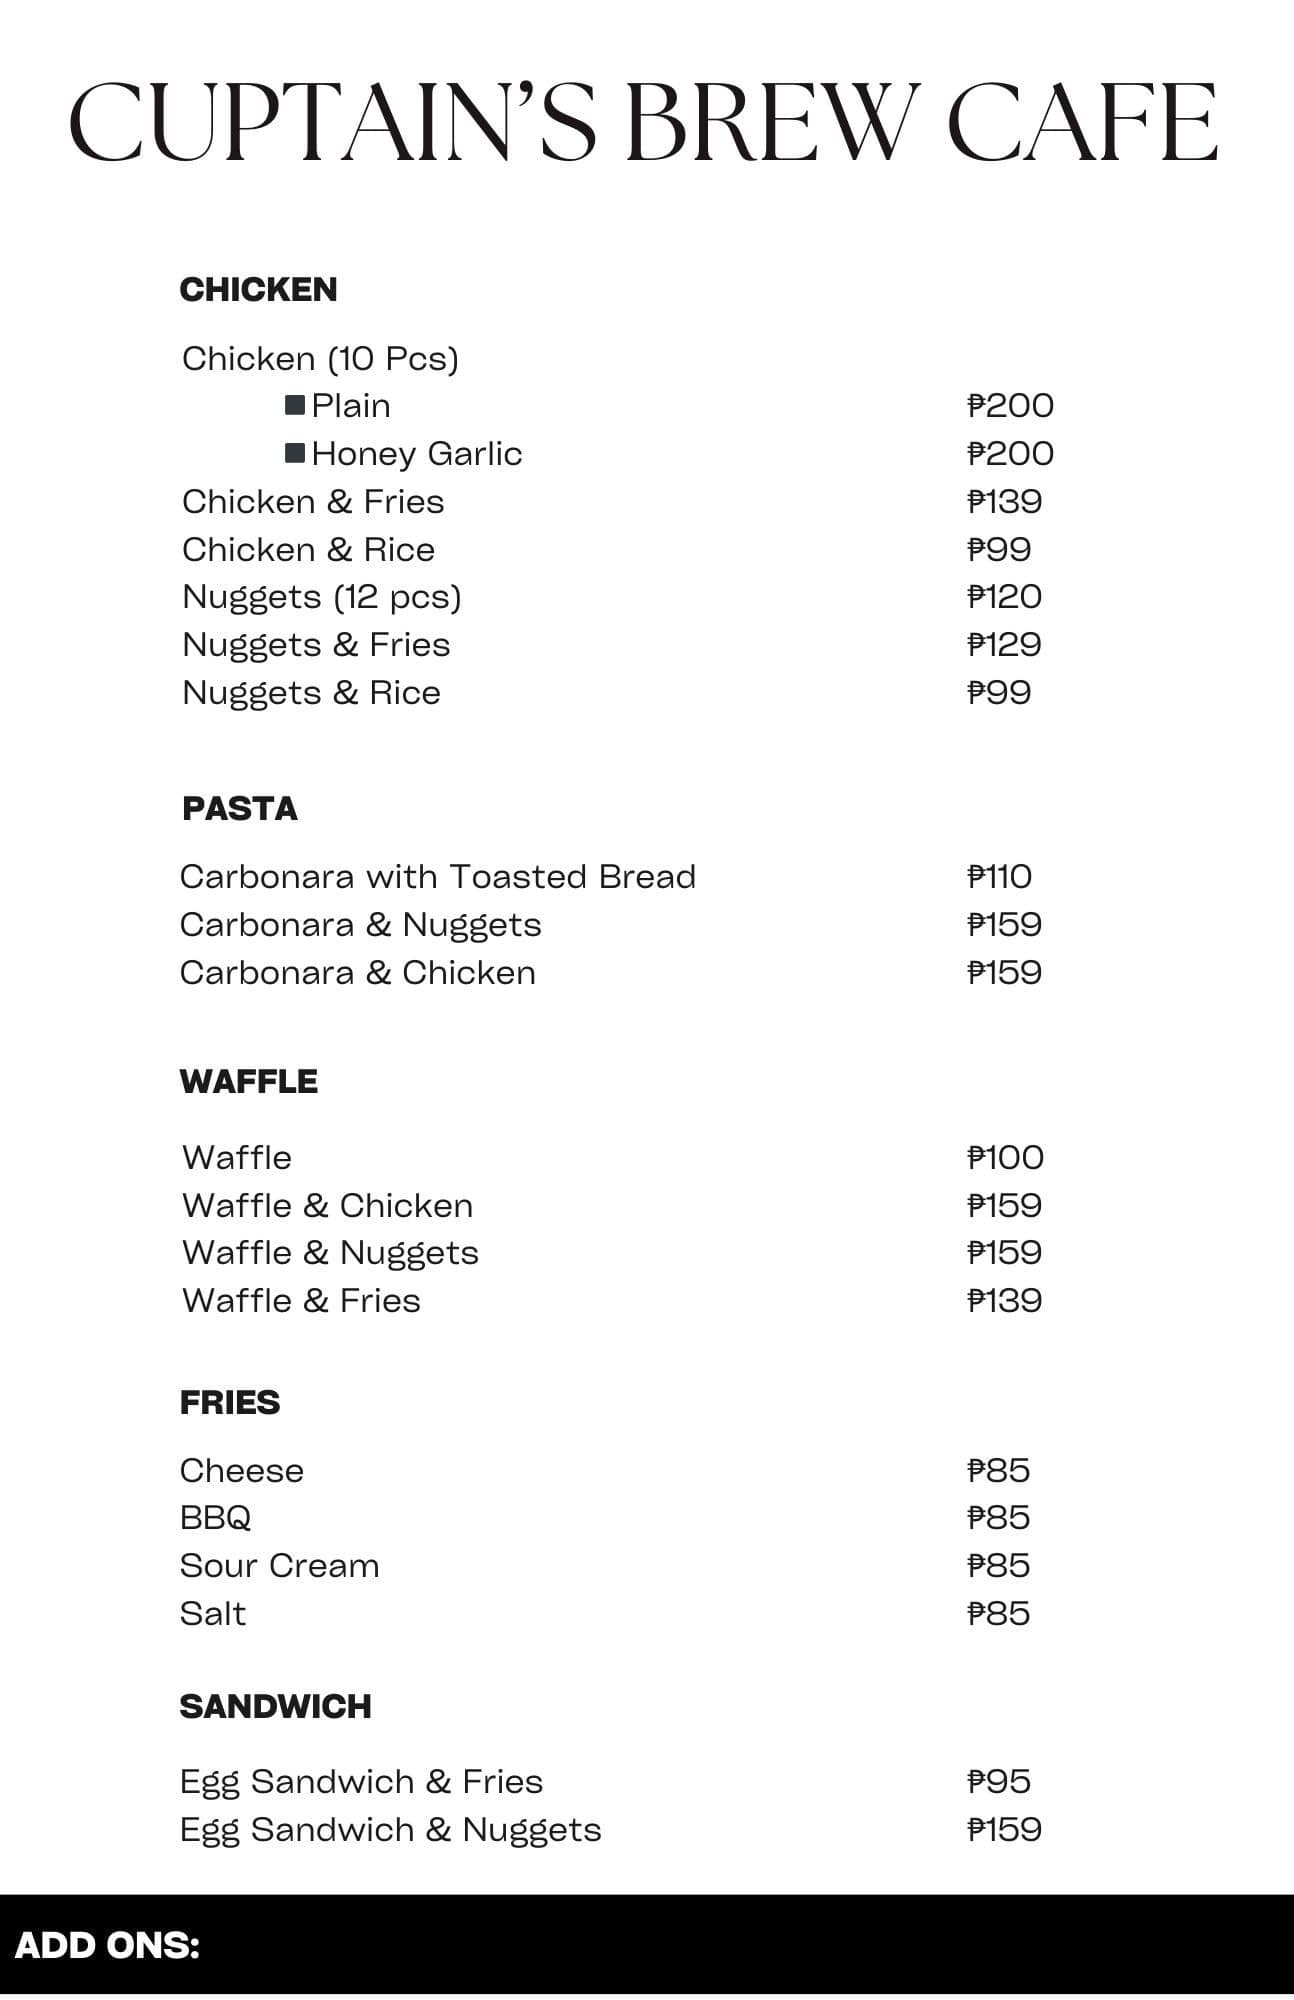 CUPTAIN'S BREW CAFE
CHICKEN
Chicken (10 Pcs)
■ Plain ₱200
■ Honey Garlic ₱200
Chicken & Fries ₱139
Chicken & Rice ₱99
Nuggets (12 pcs) ₱120
Nuggets & Fries ₱129
Nuggets & Rice ₱99
PASTA
Carbonara with Toasted Bread ₱110
Carbonara & Nuggets ₱159
Carbonara & Chicken ₱159
WAFFLE
Waffle ₱100
Waffle & Chicken ₱159
Waffle & Nuggets ₱159
Waffle & Fries ₱139
FRIES
Cheese ₱85
BBQ ₱85
Sour Cream ₱85
Salt ₱85
SANDWICH
Egg Sandwich & Fries ₱95
Egg Sandwich & Nuggets ₱159
ADD ONS: